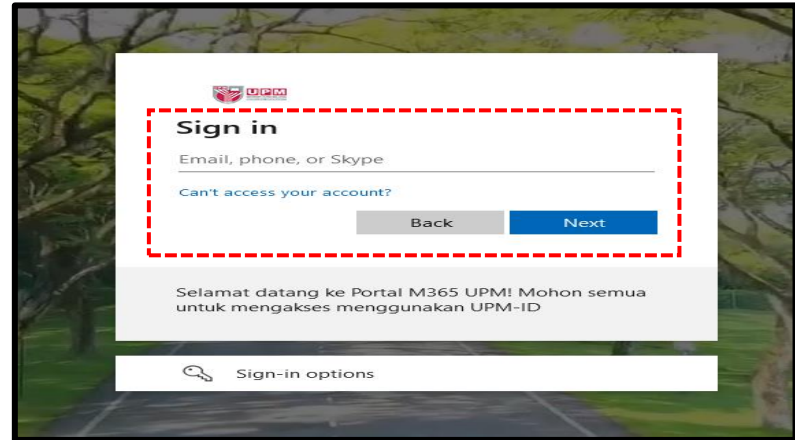 UPM
Sign in
Email, phone, or Skype
Can't access your account?
Back
Next
Selamat datang ke Portal M365 UPM! Mohon semua
untuk mengakses menggunakan UPM-ID
Sign-in options